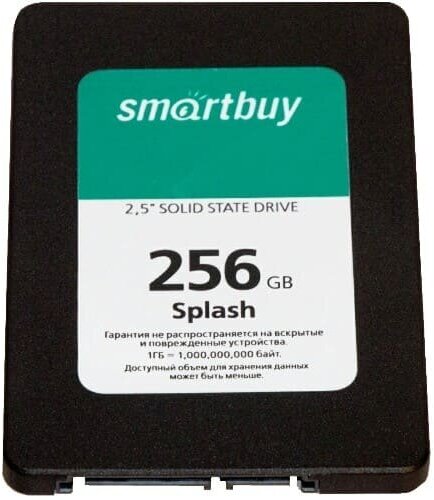 smartbuy
2,5" SOLID STATE DRIVE
256 GB
Splash
Гарантия не распространяется на вскрытые
и поврежденные устройства.
1ГБ = 1,000,000,000 байт.
Доступный объем для хранения данных
может быть меньше.